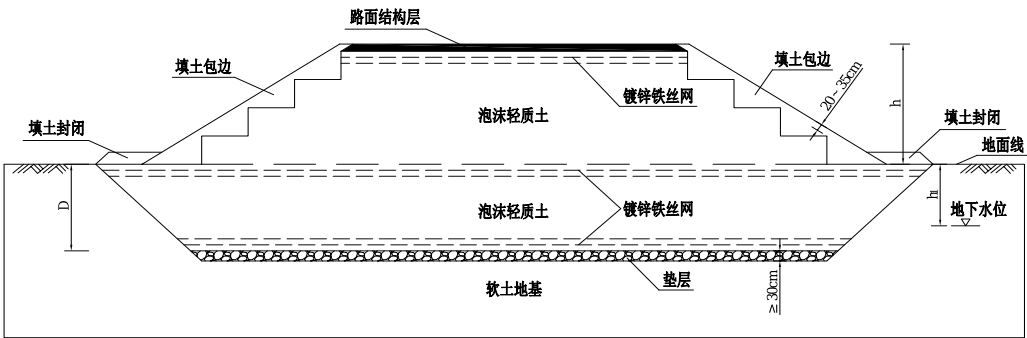 路面结构层
填土包边
填土包边
20~35cm
镀锌铁丝网
h
泡沫轻质土
填土封闭
填土封闭
地面线
D
泡沫轻质土
镀锌铁丝网
h1
地下水位
垫层
软土地基
≥30cm